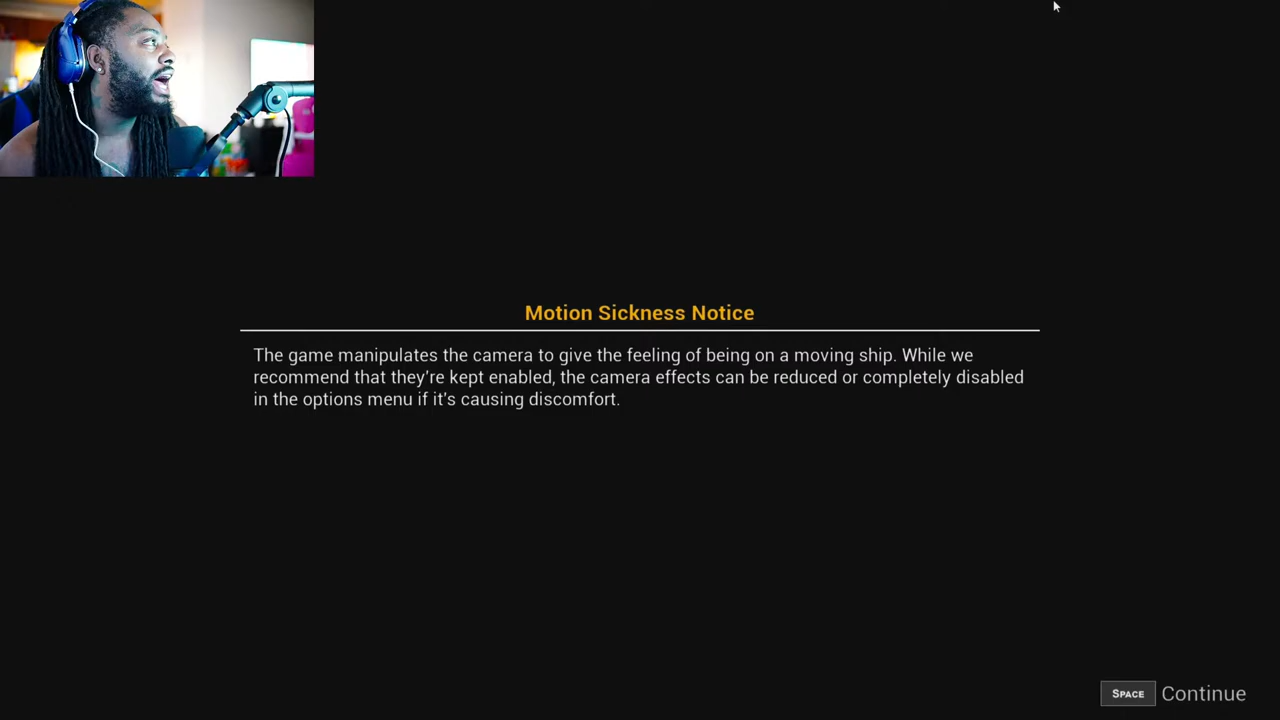 Motion Sickness Notice
The game manipulates the camera to give the feeling of being on a moving ship. While we
recommend that they're kept enabled, the camera effects can be reduced or completely disabled
in the options menu if it's causing discomfort.
SPACE Continue